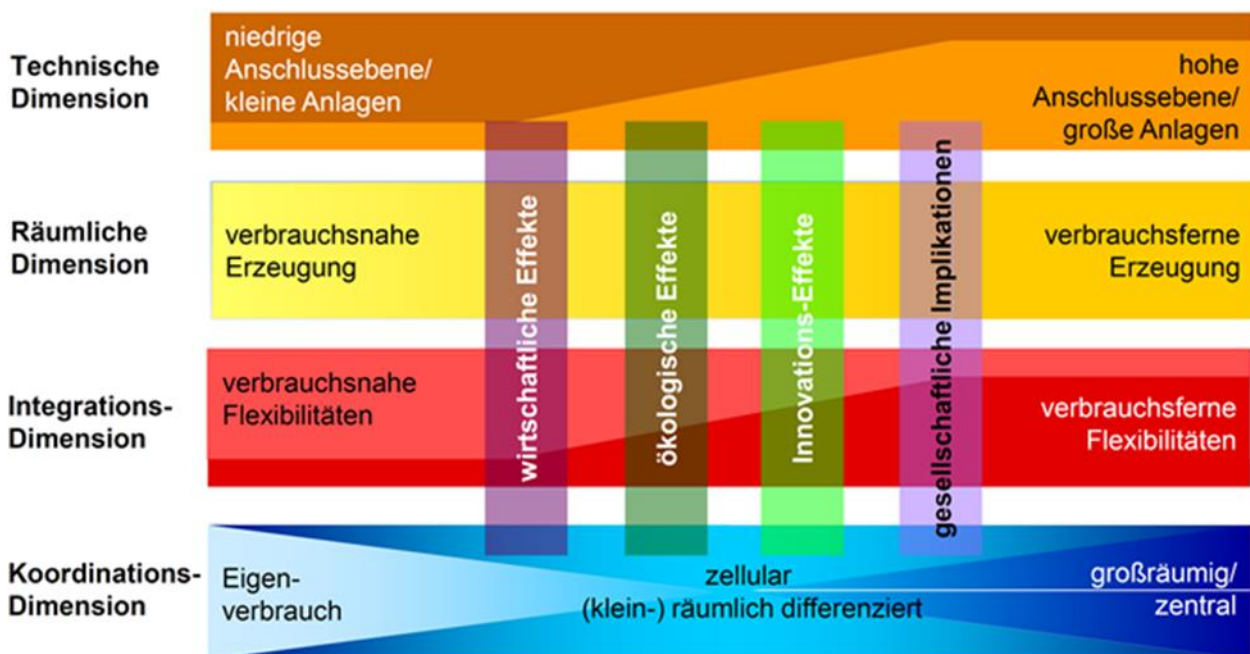 Technische
Dimension
niedrige
Anschlussebene/
kleine Anlagen
hohe
Anschlussebene/
große Anlagen
Räumliche
Dimension
verbrauchsnahe
Erzeugung
verbrauchsferne
Erzeugung
Integrations-
Dimension
verbrauchsnahe
Flexibilitäten
verbrauchsferne
Flexibilitäten
Koordinations-
Dimension
Eigen-
verbrauch
zellular
(klein-) räumlich differenziert
großräumig/
zentral
wirtschaftliche Effekte
ökologische Effekte
Innovations-Effekte
gesellschaftliche Implikationen